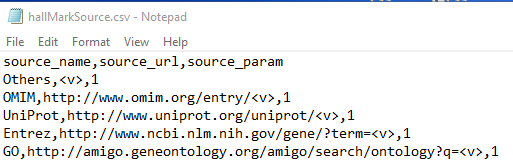 hallMarkSource.csv - Notepad
File Edit Format View Help
source_name,source_url,source_param
Others,<v>,1
OMIM,http://www.omim.org/entry/<v>,1
UniProt,http://www.uniprot.org/uniprot/<v>,1
Entrez,http://www.ncbi.nlm.nih.gov/gene/?term=<v>,1
GO,http://amigo.geneontology.org/amigo/search/ontology?q=<v>,1